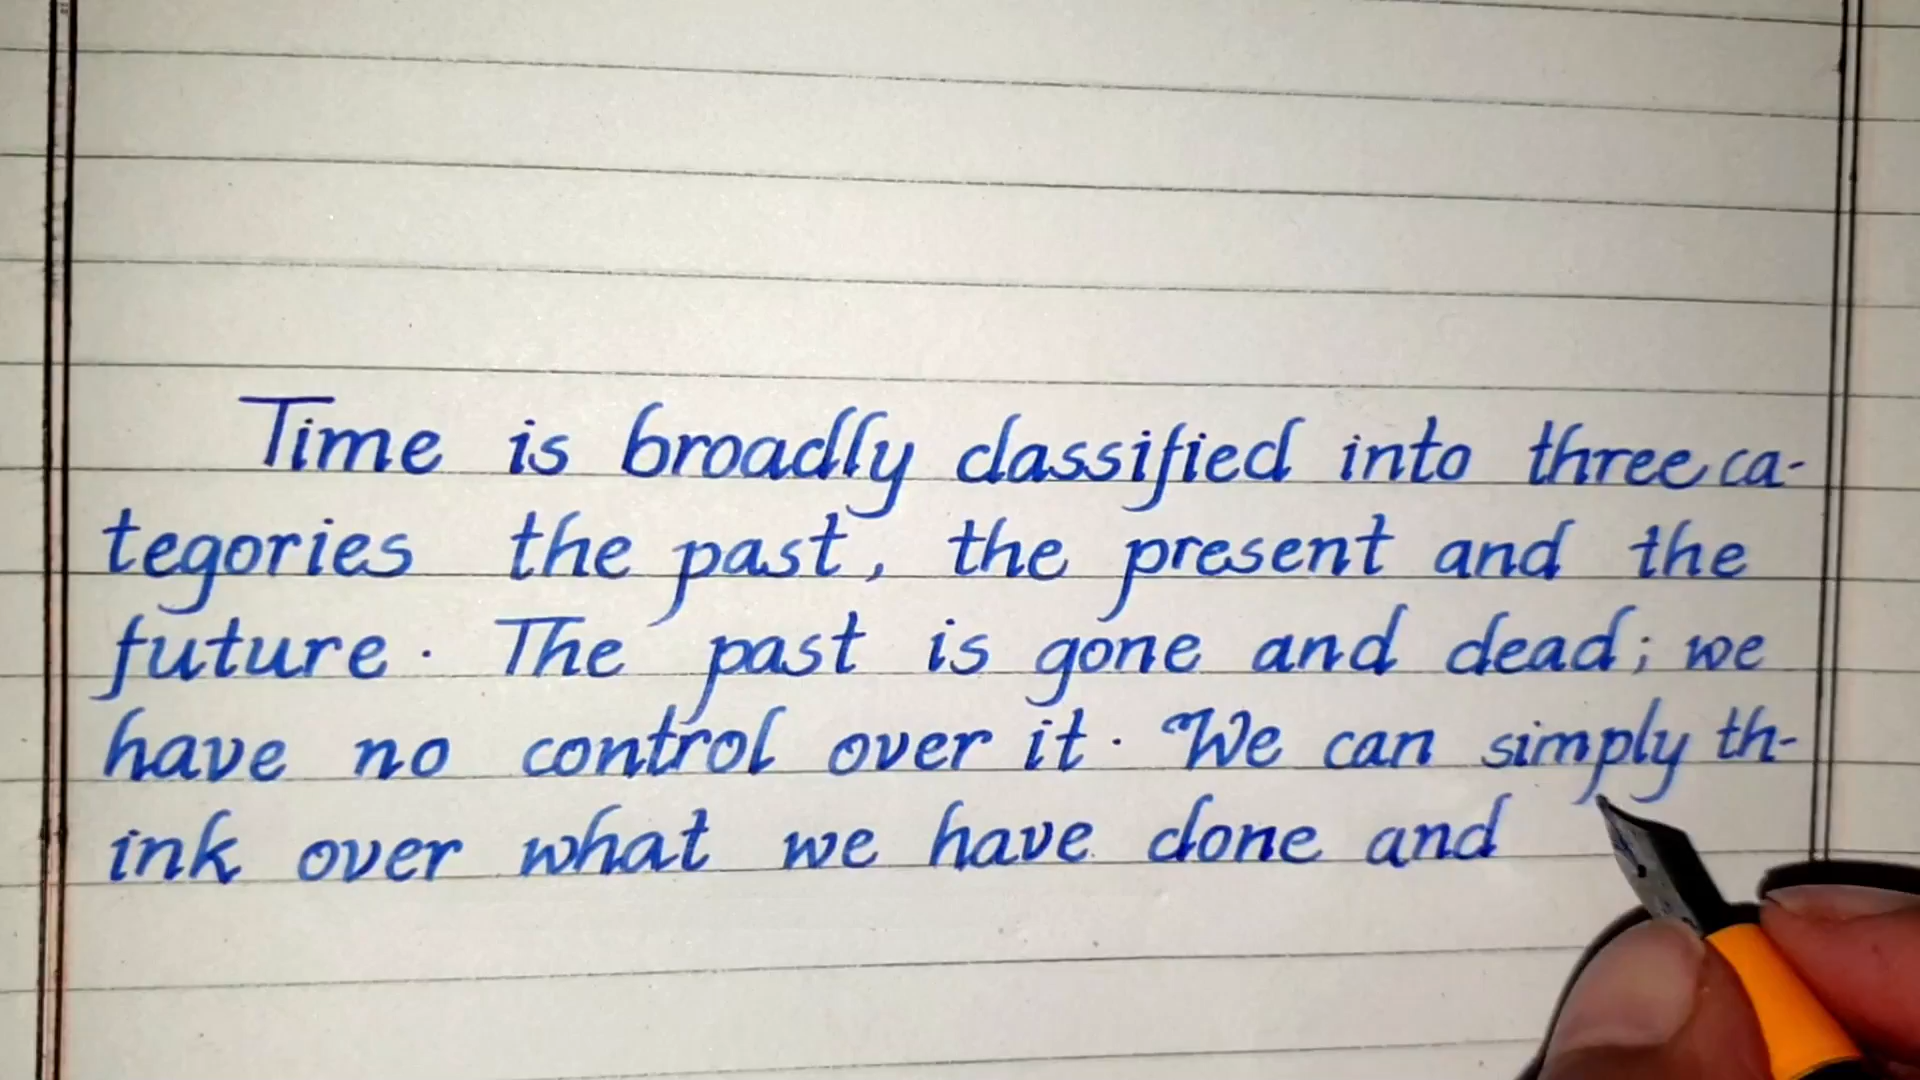 Time is broadly classified into three ca-
tegories the past, the present and the
future. The past is gone and dead; we
have no control over it. We can simply th-
ink over what we have done and